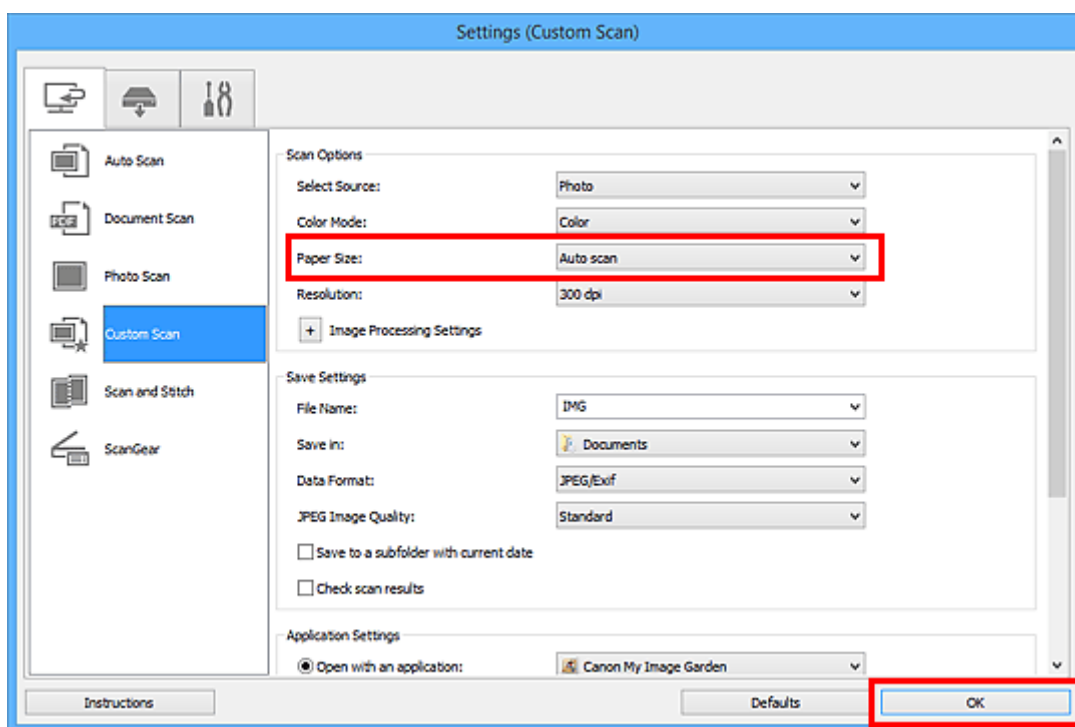 Settings (Custom Scan)
Auto Scan
PDF
Document Scan
Photo Scan
Custom Scan
Scan and Stitch
ScanGear
Scan Options
Select Source: Photo
Color Mode: Color
Paper Size: Auto scan
Resolution: 300 dpi
+ Image Processing Settings
Save Settings
File Name: IMG
Save in: Documents
Data Format: JPEG/Exif
JPEG Image Quality: Standard
Save to a subfolder with current date
Check scan results
Application Settings
Open with an application: Canon My Image Garden
Instructions Defaults OK